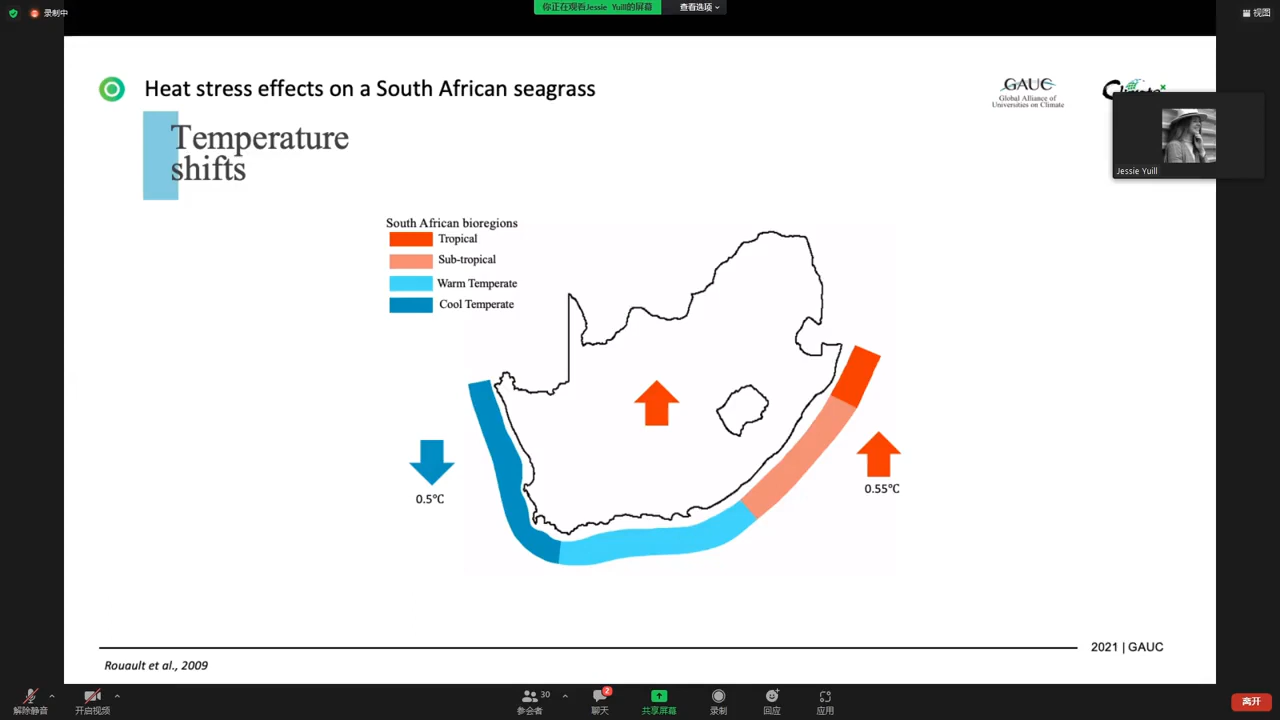 录制中
你正在观看Jessie Yuill的屏幕
查看选项
视图
Heat stress effects on a South African seagrass
GAUC
Global Alliance of
Universities on Climate
Climate x
Jessie Yuill
Temperature
shifts
South African bioregions
Tropical
Sub-tropical
Warm Temperate
Cool Temperate
0.5℃
0.55℃
2021 | GAUC
Rouault et al., 2009
解除静音
开启视频
30
参会者
2
聊天
共享屏幕
录制
回应
应用
离开